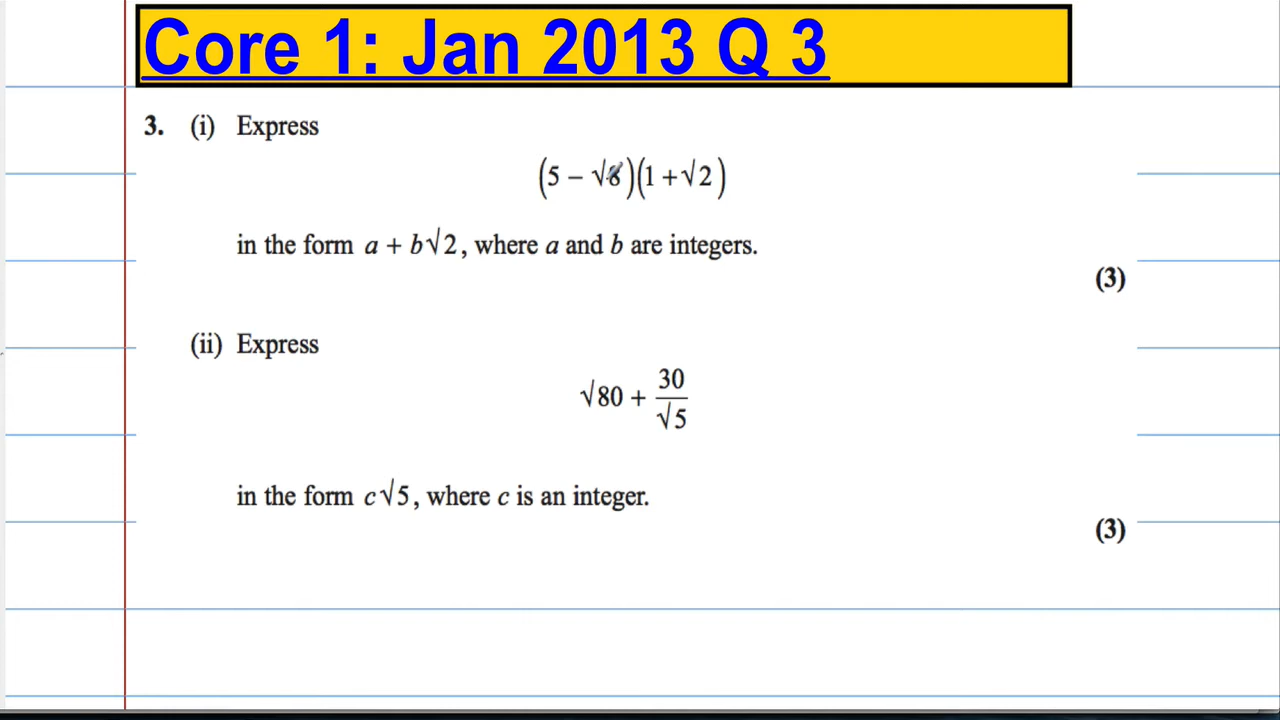 Core 1: Jan 2013 Q 3
3. (i) Express
(5 − √8)(1 + √2)
in the form a + b√2, where a and b are integers.
(3)
(ii) Express
√80 + 30/√5
in the form c√5, where c is an integer.
(3)